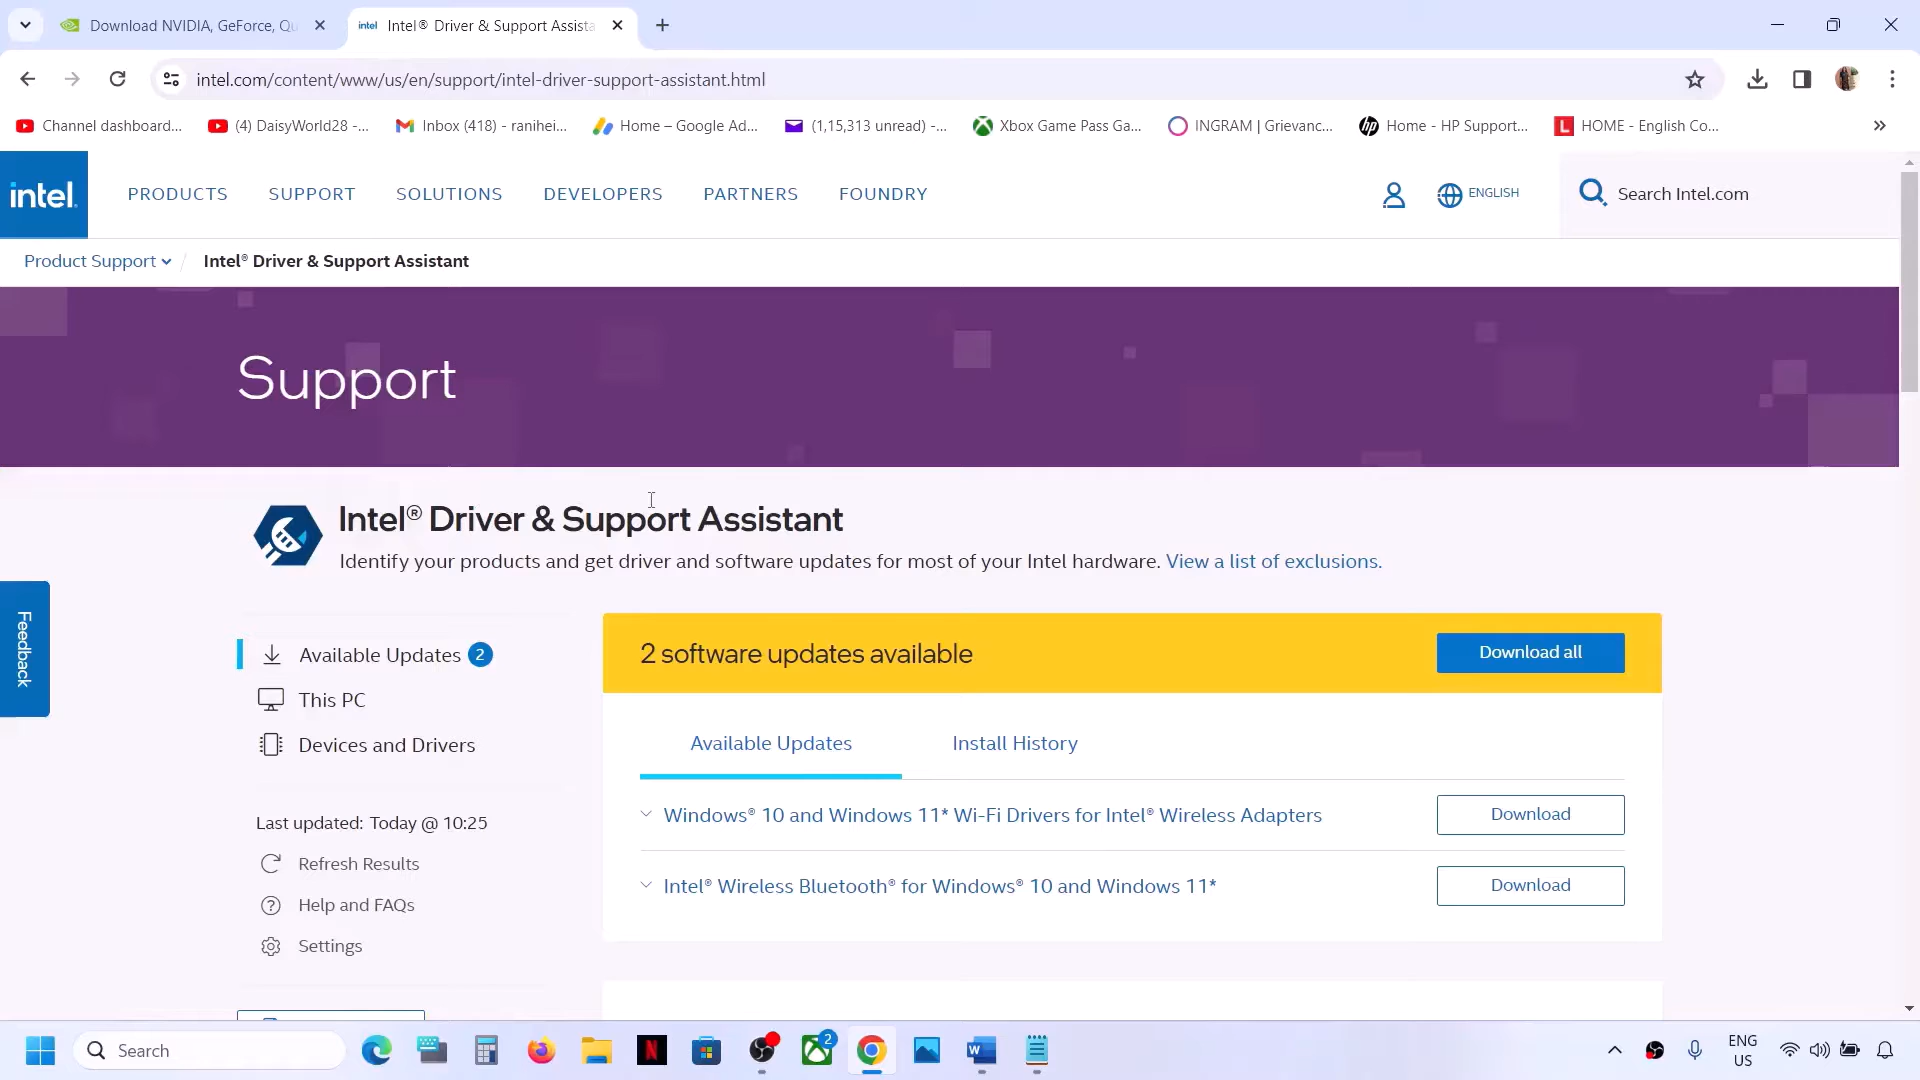 Download NVIDIA, GeForce, Qu
intel Intel® Driver & Support Assista
intel.com/content/www/us/en/support/intel-driver-support-assistant.html
Channel dashboard... (4) DaisyWorld28 -... Inbox (418) - ranihei... Home – Google Ad... (1,15,313 unread) -... Xbox Game Pass Ga... INGRAM | Grievanc... hp Home - HP Support... L HOME - English Co... »
intel. PRODUCTS SUPPORT SOLUTIONS DEVELOPERS PARTNERS FOUNDRY ENGLISH Search Intel.com
Product Support / Intel® Driver & Support Assistant
Support
Intel® Driver & Support Assistant
Identify your products and get driver and software updates for most of your Intel hardware. View a list of exclusions.
Feedback
Available Updates 2
This PC
Devices and Drivers
Last updated: Today @ 10:25
Refresh Results
Help and FAQs
Settings
2 software updates available Download all
Available Updates Install History
Windows® 10 and Windows 11* Wi-Fi Drivers for Intel® Wireless Adapters Download
Intel® Wireless Bluetooth® for Windows® 10 and Windows 11* Download
Search N 2 W ENG
US